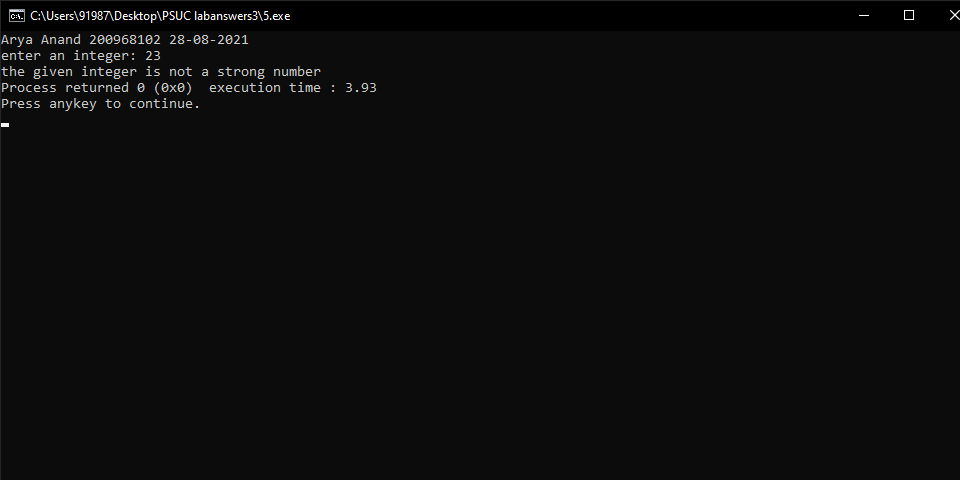 C:\Users\91987\Desktop\PSUC labanswers3\5.exe
Arya Anand 200968102 28-08-2021
enter an integer: 23
the given integer is not a strong number
Process returned 0 (0x0)  execution time : 3.93
Press anykey to continue.